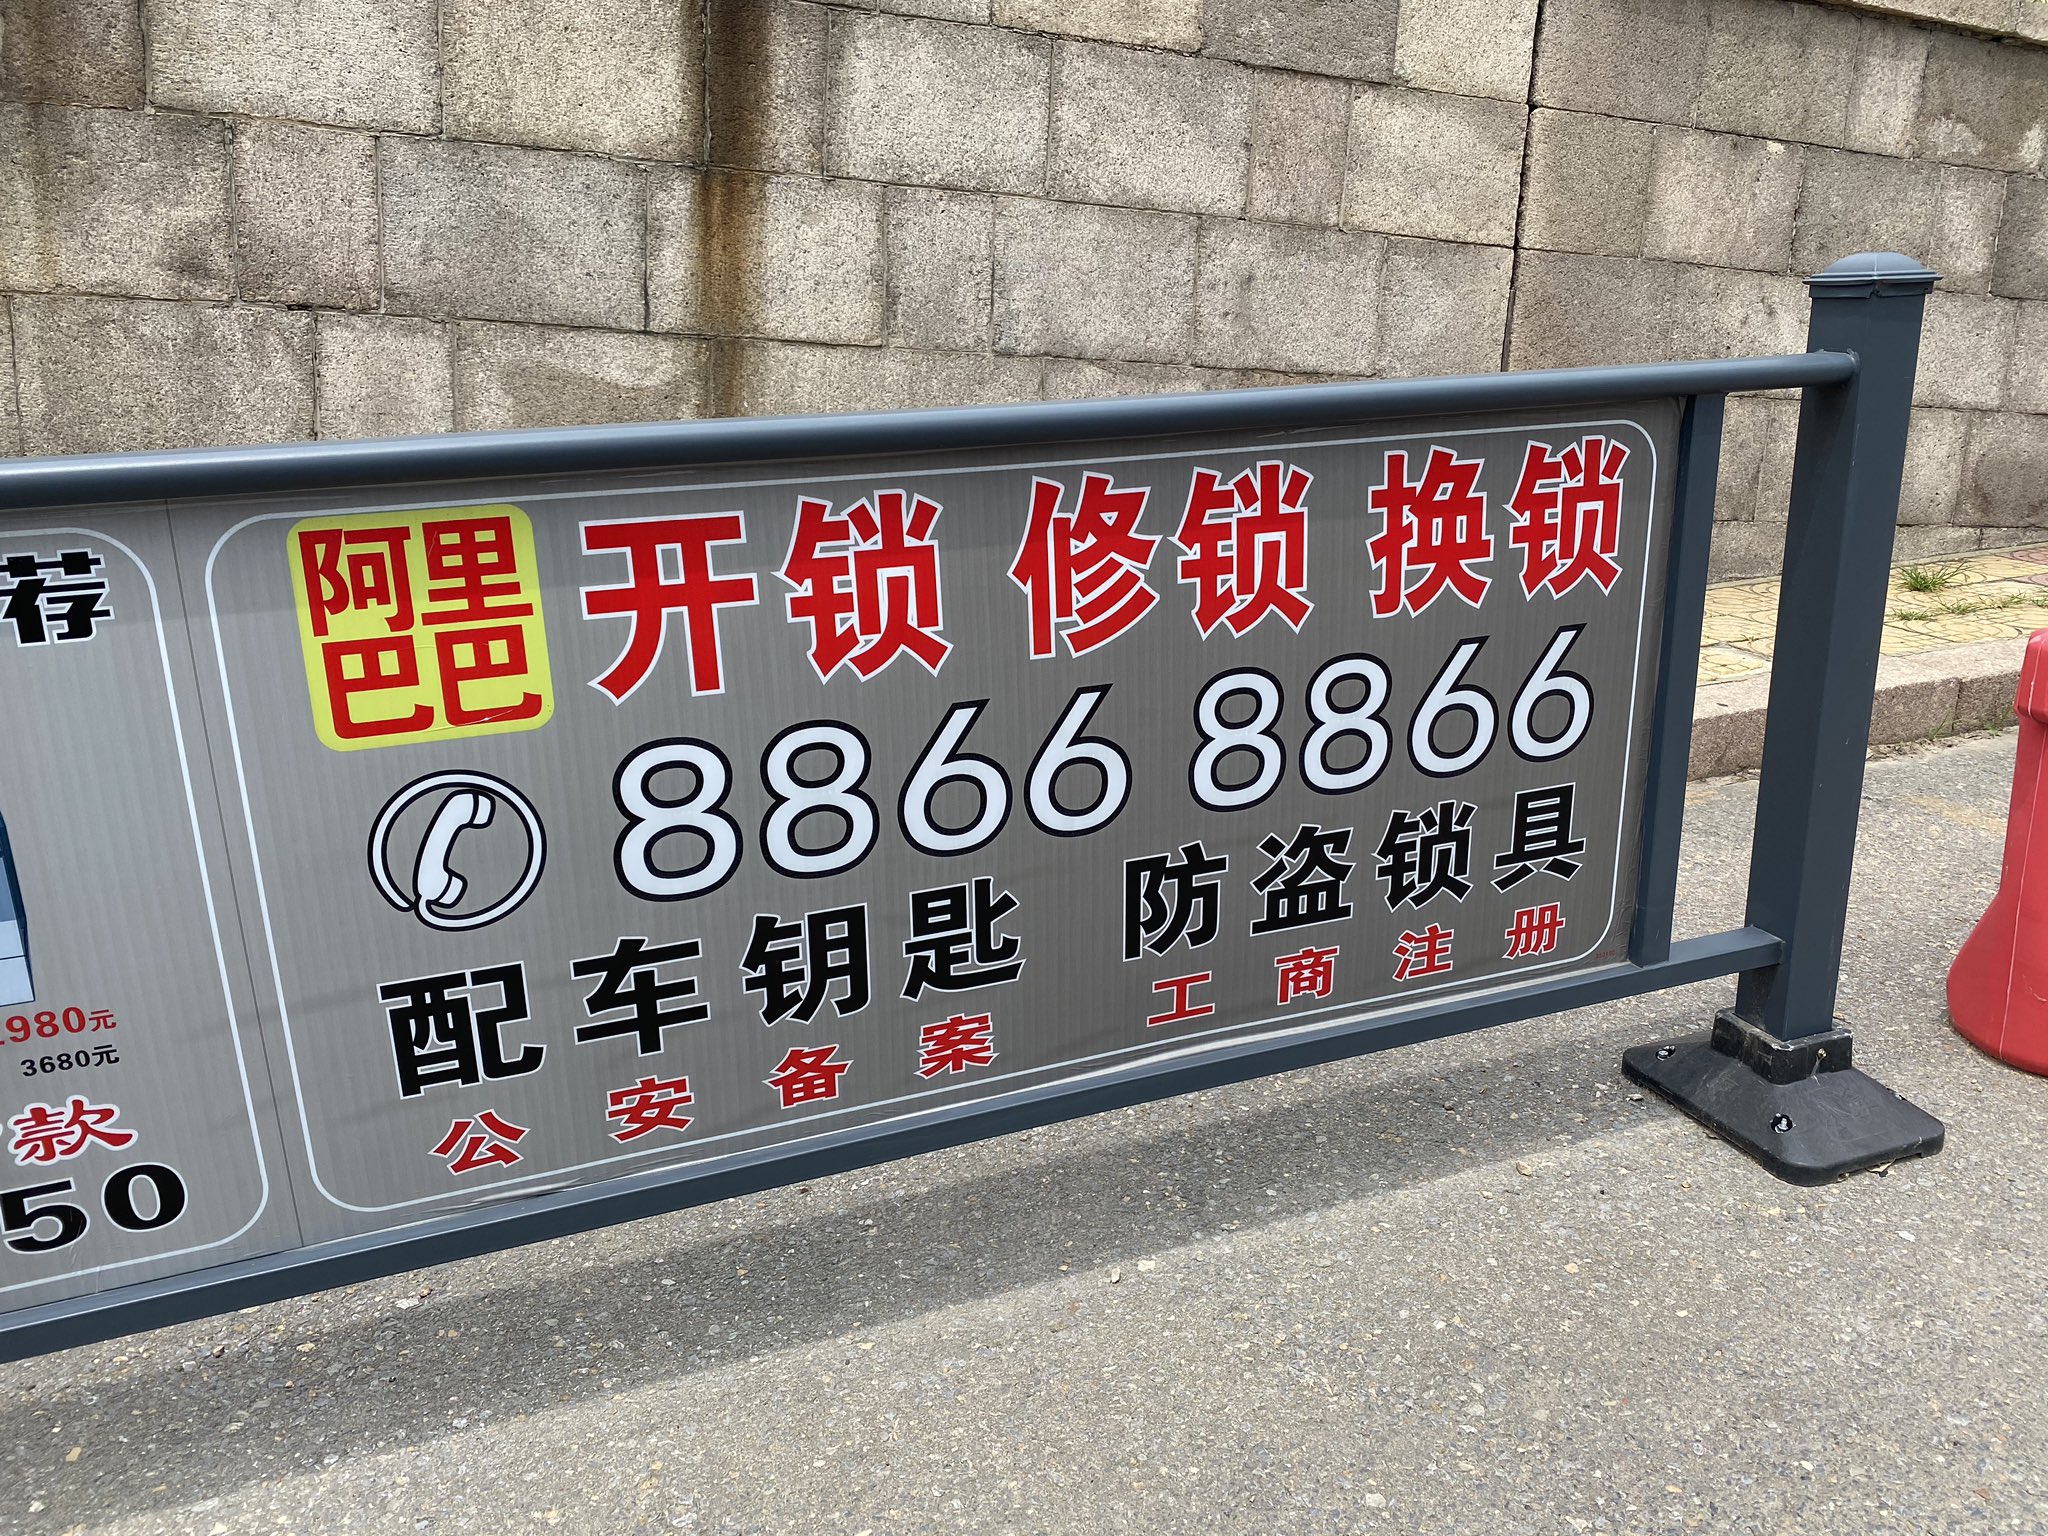 荐
980元
3680元
款
50
阿里
巴巴
开锁 修锁 换锁
8866 8866
配车钥匙 防盗锁具
公安备案 工商注册